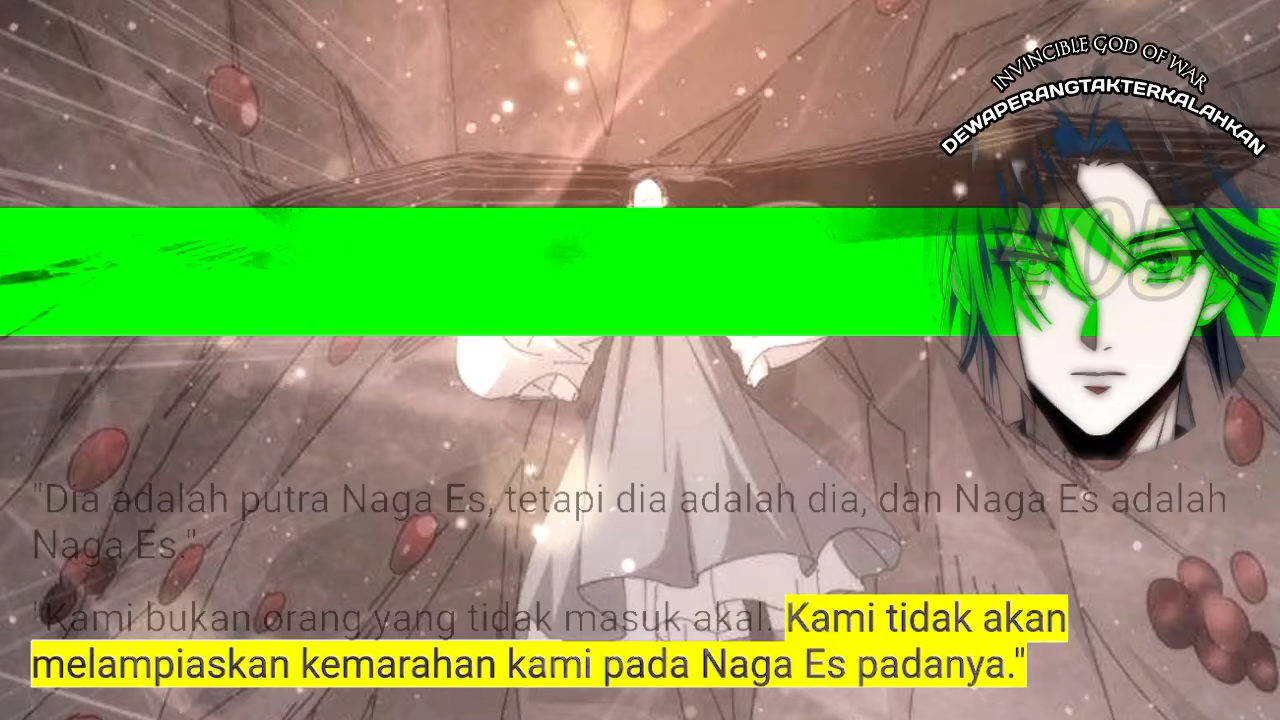 INVINCIBLE GOD OF WAR
DEWAPERANGTAKTERKALAHKAN
705
"Dia adalah putra Naga Es, tetapi dia adalah dia, dan Naga Es adalah
Naga Es."
"Kami bukan orang yang tidak masuk akal. Kami tidak akan
melampiaskan kemarahan kami pada Naga Es padanya."